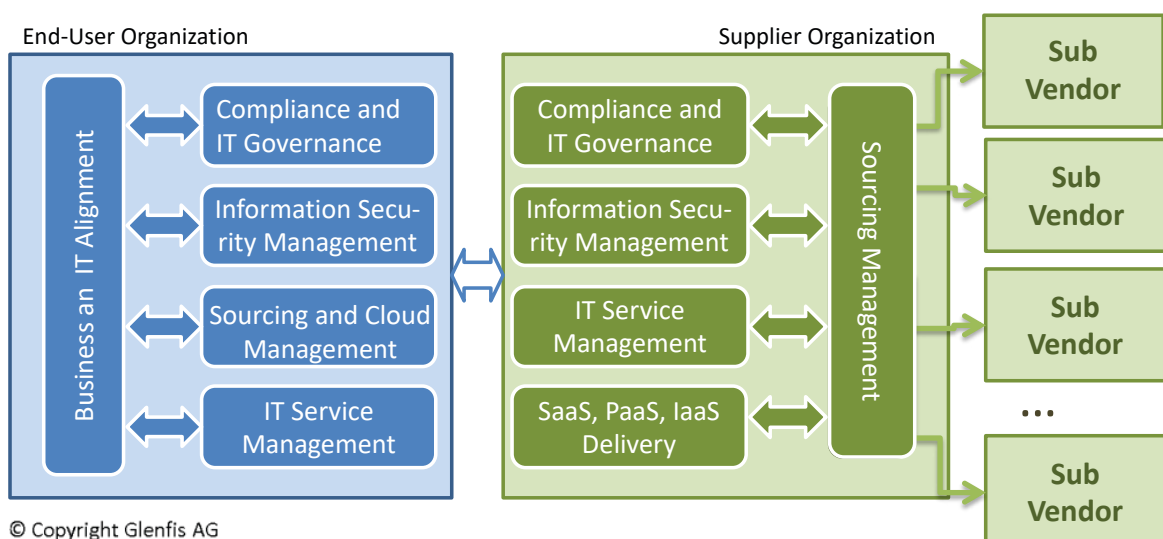 End-User Organization
Business an IT Alignment
Compliance and
IT Governance
Information Secu-
rity Management
Sourcing and Cloud
Management
IT Service
Management
Supplier Organization
Compliance and
IT Governance
Information Secu-
rity Management
IT Service
Management
SaaS, PaaS, IaaS
Delivery
Sourcing Management
Sub
Vendor
Sub
Vendor
Sub
Vendor
...
Sub
Vendor
© Copyright Glenfis AG